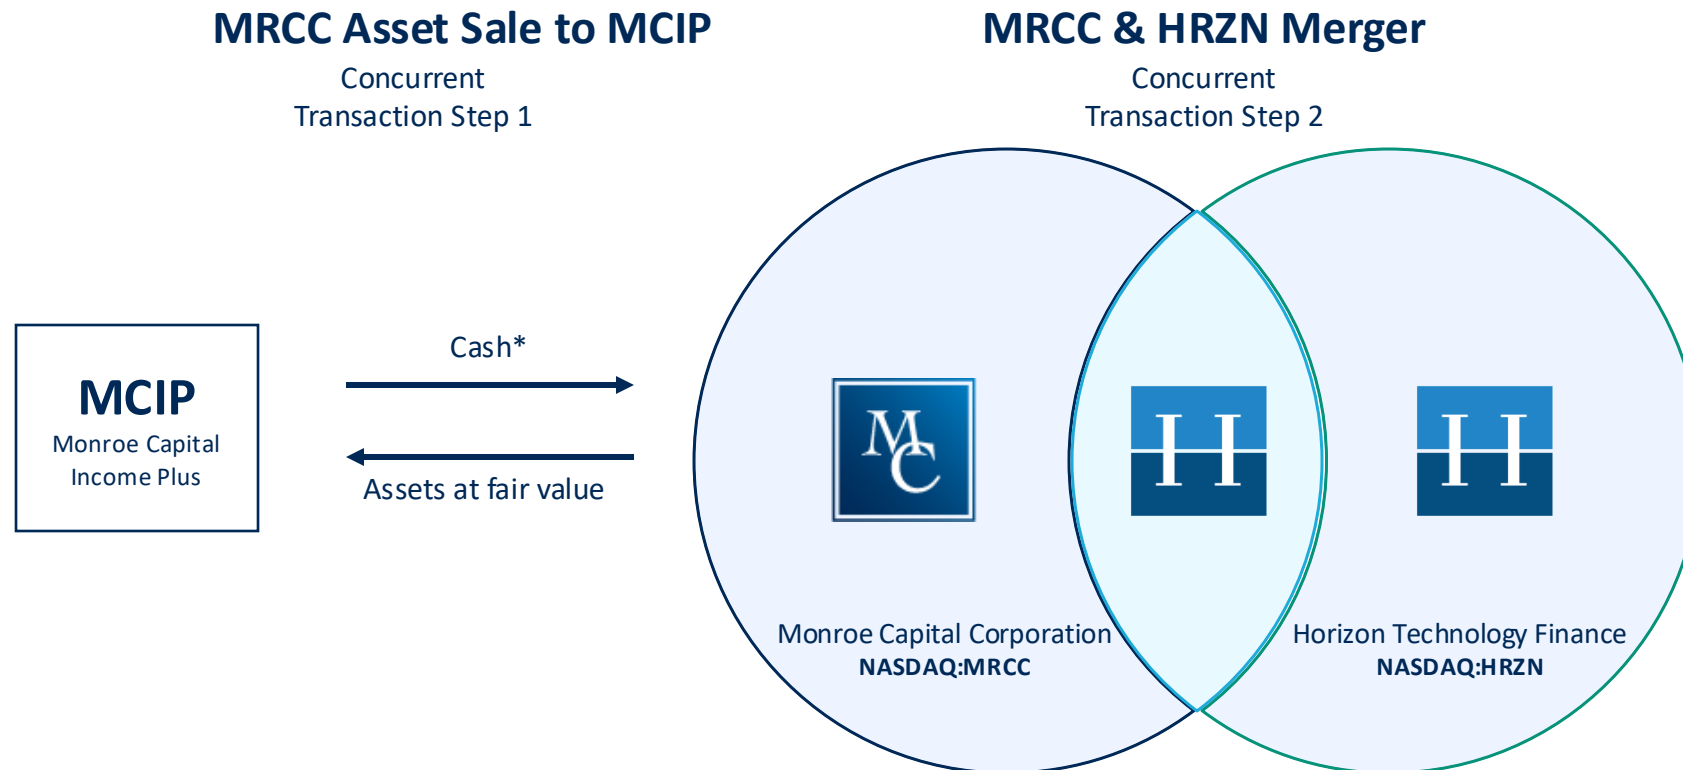 MRCC Asset Sale to MCIP
Concurrent
Transaction Step 1
MRCC & HRZN Merger
Concurrent
Transaction Step 2
MCIP
Monroe Capital
Income Plus
Cash*
Assets at fair value
MC
H
H
Monroe Capital Corporation
NASDAQ:MRCC
Horizon Technology Finance
NASDAQ:HRZN